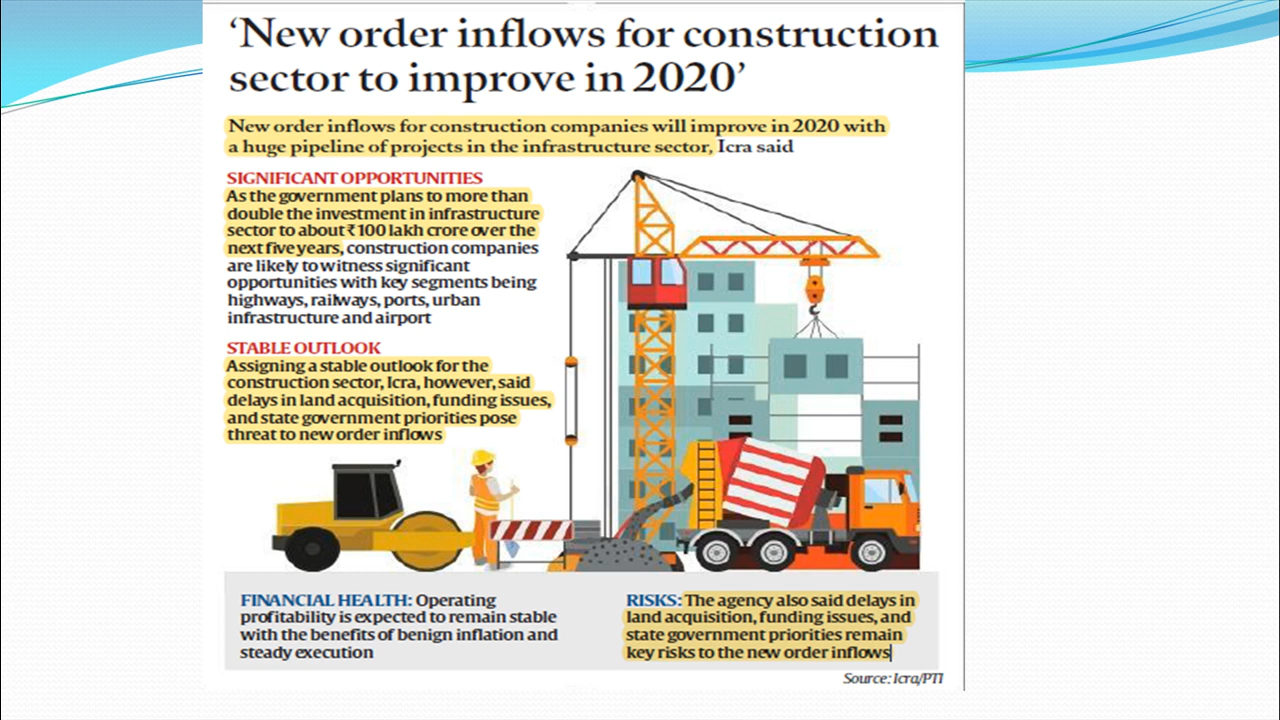 ‘New order inflows for construction
sector to improve in 2020’
New order inflows for construction companies will improve in 2020 with
a huge pipeline of projects in the infrastructure sector, Icra said
SIGNIFICANT OPPORTUNITIES
As the government plans to more than
double the investment in infrastructure
sector to about ₹100 lakh crore over the
next five years, construction companies
are likely to witness significant
opportunities with key segments being
highways, railways, ports, urban
infrastructure and airport
STABLE OUTLOOK
Assigning a stable outlook for the
construction sector, Icra, however, said
delays in land acquisition, funding issues,
and state government priorities pose
threat to new order inflows
FINANCIAL HEALTH: Operating
profitability is expected to remain stable
with the benefits of benign inflation and
steady execution
RISKS: The agency also said delays in
land acquisition, funding issues, and
state government priorities remain
key risks to the new order inflows
Source: Icra/PTI